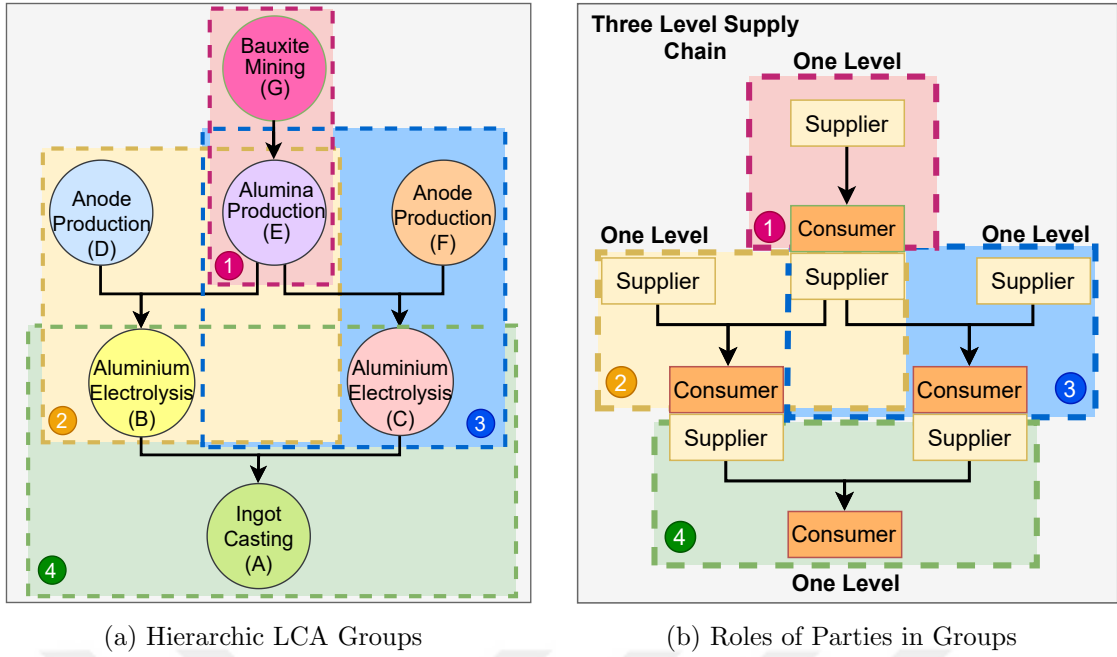 Bauxite
Mining
(G)
Anode
Production
(D)
Alumina
Production
(E)
Anode
Production
(F)
1
Aluminium
Electrolysis
(B)
Aluminium
Electrolysis
(C)
2
3
Ingot
Casting
(A)
4
(a) Hierarchic LCA Groups
Three Level Supply
Chain
One Level
Supplier
1
Consumer
One Level
One Level
Supplier
Supplier
Supplier
2
Consumer
Consumer
3
Supplier
Supplier
4
Consumer
One Level
(b) Roles of Parties in Groups